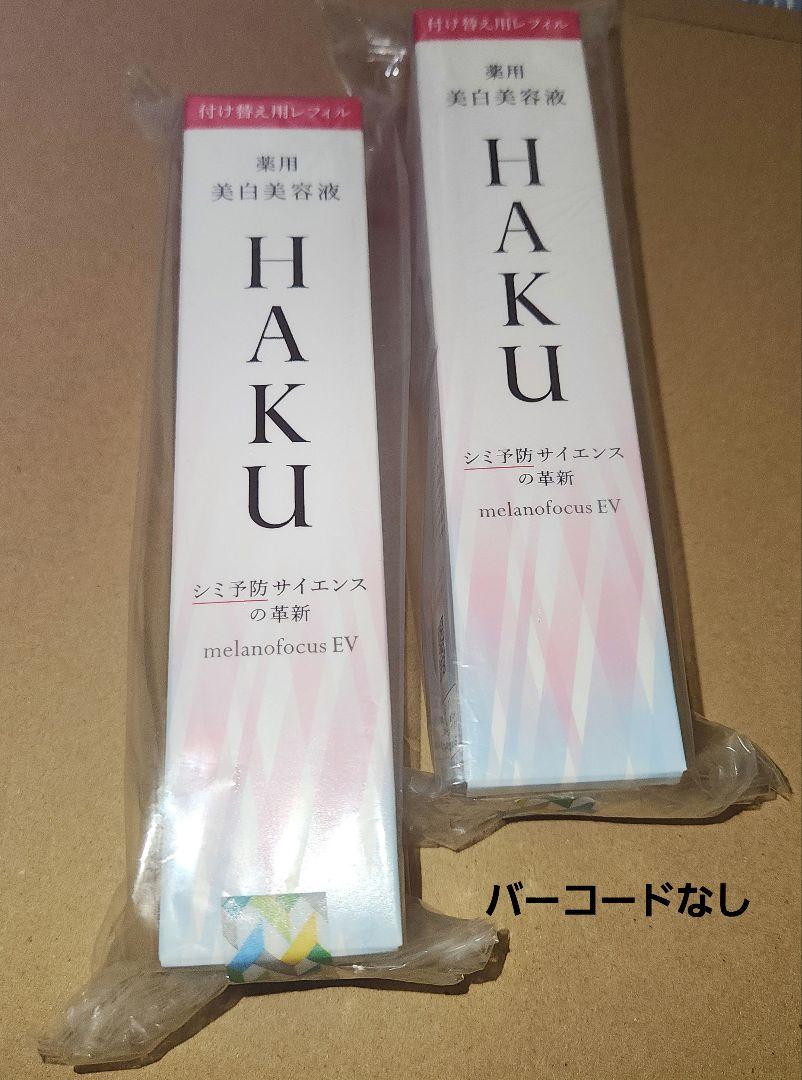 付け替え用レフィル
薬用
美白美容液
HAKU
シミ予防サイエンス
の革新
melanofocus EV
付け替え用レフィル
薬用
美白美容液
HAKU
シミ予防サイエンス
の革新
melanofocus EV
バーコードなし